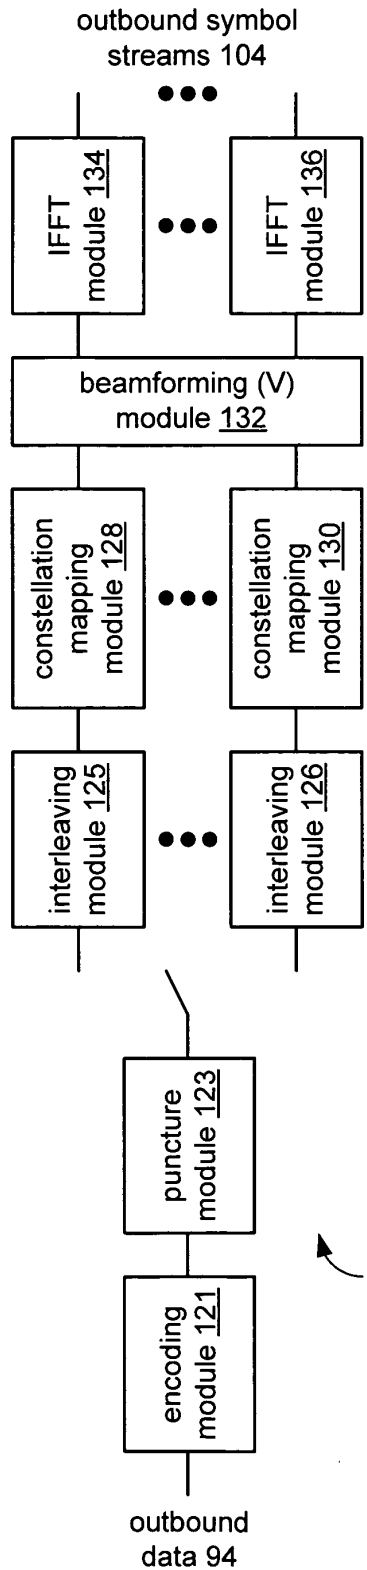 outbound symbol
streams 104
IFFT
module 134
IFFT
module 136
beamforming (V)
module 132
constellation
mapping
module 128
constellation
mapping
module 130
interleaving
module 125
interleaving
module 126
puncture
module 123
encoding
module 121
outbound
data 94